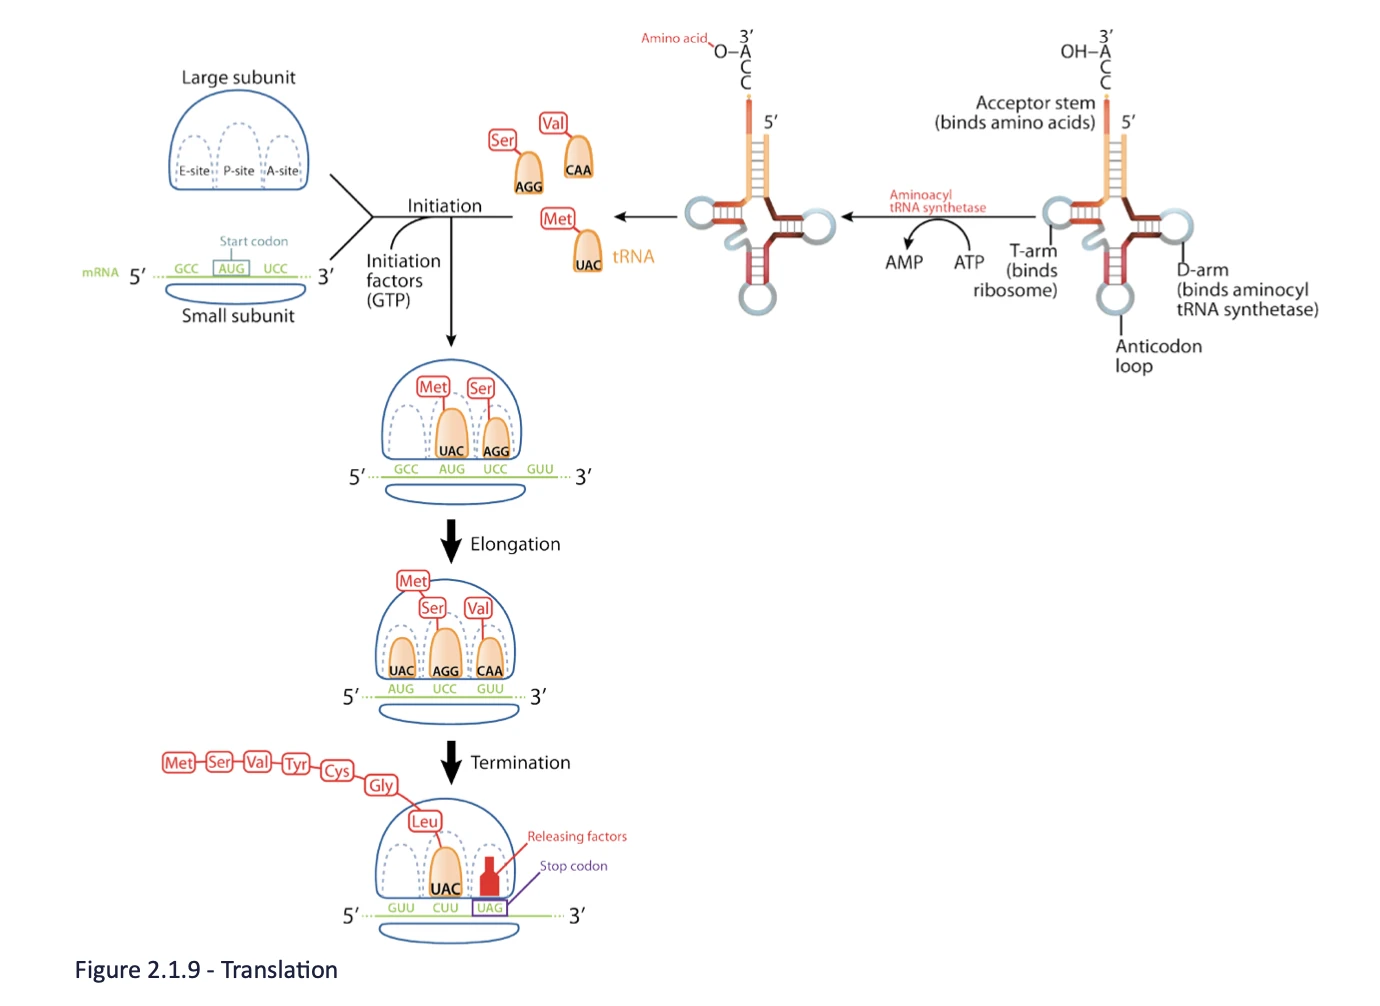 Large subunit
E-site
P-site
A-site
Start codon
mRNA 5′ GCC AUG UCC 3′
Small subunit
Initiation
Initiation
factors
(GTP)
Ser
AGG
Val
CAA
Met
UAC
tRNA
Amino acid
3′
O–A
C
C
5′
Aminoacyl
tRNA synthetase
AMP
ATP
3′
OH–A
C
C
Acceptor stem
(binds amino acids)
5′
T-arm
(binds
ribosome)
D-arm
(binds aminocyl
tRNA synthetase)
Anticodon
loop
Met
Ser
UAC
AGG
5′ GCC AUG UCC GUU 3′
Elongation
Met
Ser
Val
UAC
AGG
CAA
5′ AUG UCC GUU 3′
Termination
Met Ser Val Tyr Cys Gly Leu
Releasing factors
Stop codon
UAC
5′ GUU CUU UAG 3′
Figure 2.1.9 - Translation